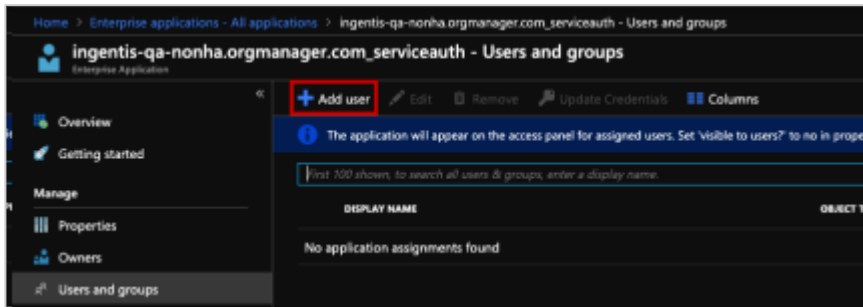 Home > Enterprise applications - All applications > ingentis-qa-nonha.orgmanager.com_serviceauth - Users and groups
ingentis-qa-nonha.orgmanager.com_serviceauth - Users and groups
Enterprise Application
«
+ Add user Edit Remove Update Credentials Columns
Overview
The application will appear on the access panel for assigned users. Set 'visible to users?' to no in prope
Getting started
First 100 shown, to search all users & groups, enter a display name.
Manage
DISPLAY NAME OBJECT T
Properties
No application assignments found
Owners
Users and groups